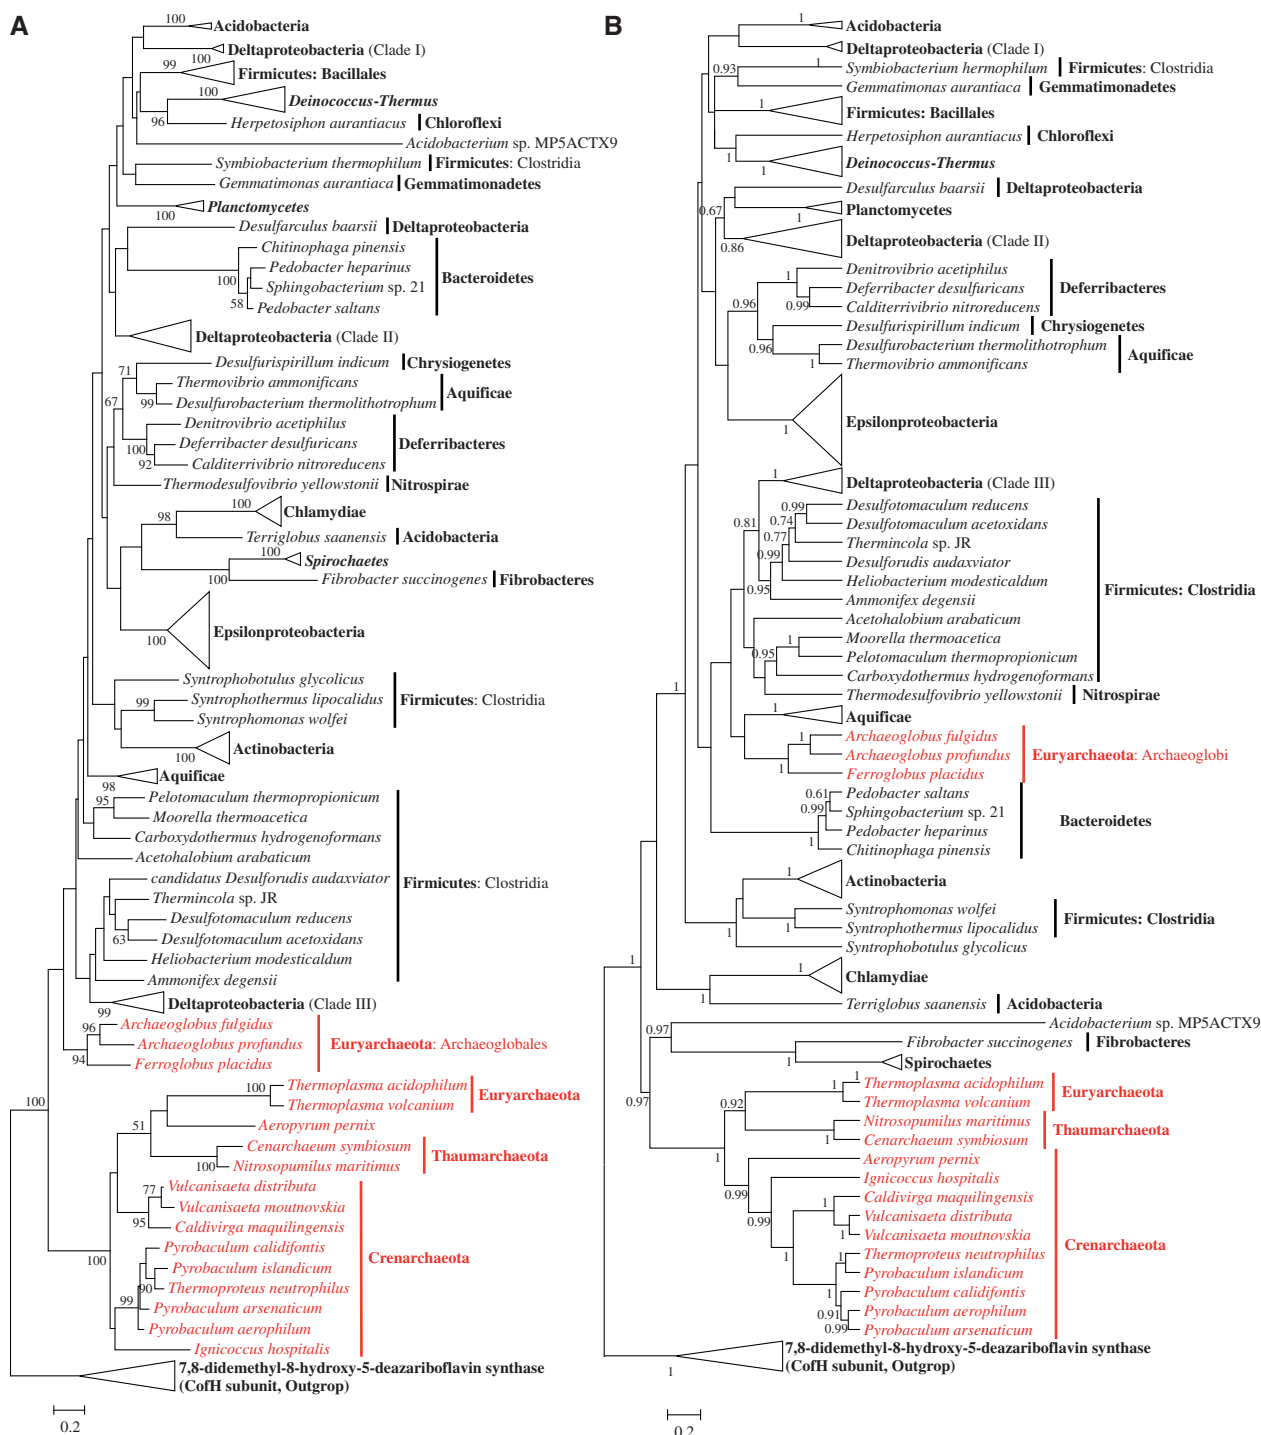 A
100
Acidobacteria
Deltaproteobacteria (Clade I)
100
99
Firmicutes: Bacillales
100
Deinococcus-Thermus
96
Herpetosiphon aurantiacus
Chloroflexi
Acidobacterium sp. MP5ACTX9
Symbiobacterium thermophilum
Firmicutes: Clostridia
Gemmatimonas aurantiaca
Gemmatimonadetes
100
Planctomycetes
Desulfarculus baarsii
Deltaproteobacteria
Chitinophaga pinensis
Pedobacter heparinus
100
Sphingobacterium sp. 21
58
Pedobacter saltans
Bacteroidetes
Deltaproteobacteria (Clade II)
Desulfurispirillum indicum
Chrysiogenetes
71
Thermovibrio ammonificans
67
99
Desulfurobacterium thermolithotrophum
Aquificae
Denitrovibrio acetiphilus
100
Deferribacter desulfuricans
Deferribacteres
92
Calditerrivibrio nitroreducens
Thermodesulfovibrio yellowstonii
Nitrospirae
100
Chlamydiae
98
Terriglobus saanensis
Acidobacteria
100
Spirochaetes
100
Fibrobacter succinogenes
Fibrobacteres
100
Epsilonproteobacteria
Syntrophobotulus glycolicus
99
Syntrophothermus lipocalidus
Firmicutes: Clostridia
Syntrophomonas wolfei
100
Actinobacteria
98
Aquificae
95
Pelotomaculum thermopropionicum
Moorella thermoacetica
Carboxydothermus hydrogenoformans
Acetohalobium arabaticum
candidatus Desulforudis audaxviator
Firmicutes: Clostridia
Thermincola sp. JR
Desulfotomaculum reducens
63
Desulfotomaculum acetoxidans
Heliobacterium modesticaldum
Ammonifex degensii
99
Deltaproteobacteria (Clade III)
96
Archaeoglobus fulgidus
Archaeoglobus profundus
Euryarchaeota: Archaeoglobales
94
Ferroglobus placidus
100
100
Thermoplasma acidophilum
Euryarchaeota
Thermoplasma volcanium
51
Aeropyrum pernix
Cenarchaeum symbiosum
Thaumarchaeota
100
Nitrosopumilus maritimus
77
Vulcanisaeta distributa
Vulcanisaeta moutnovskia
95
Caldivirga maquilingensis
100
Pyrobaculum calidifontis
Crenarchaeota
Pyrobaculum islandicum
90
Thermoproteus neutrophilus
99
Pyrobaculum arsenaticum
Pyrobaculum aerophilum
Ignicoccus hospitalis
7,8-didemethyl-8-hydroxy-5-deazariboflavin synthase
(CofH subunit, Outgrop)
0.2
B
1
Acidobacteria
Deltaproteobacteria (Clade I)
0.93
1
Symbiobacterium hermophilum
Firmicutes: Clostridia
Gemmatimonas aurantiaca
Gemmatimonadetes
1
Firmicutes: Bacillales
Herpetosiphon aurantiacus
Chloroflexi
1
1
Deinococcus-Thermus
Desulfarculus baarsii
Deltaproteobacteria
0.67
1
Planctomycetes
0.86
Deltaproteobacteria (Clade II)
Denitrovibrio acetiphilus
1
Deferribacter desulfuricans
Deferribacteres
0.99
Calditerrivibrio nitroreducens
0.96
Desulfurispirillum indicum
Chrysiogenetes
0.96
Desulfurobacterium thermolithotrophum
Aquificae
1
Thermovibrio ammonificans
1
Epsilonproteobacteria
1
Deltaproteobacteria (Clade III)
0.99
Desulfotomaculum reducens
0.81
0.74
Desulfotomaculum acetoxidans
0.77
Thermincola sp. JR
0.99
Desulforudis audaxviator
0.95
Heliobacterium modesticaldum
Firmicutes: Clostridia
Ammonifex degensii
Acetohalobium arabaticum
1
Moorella thermoacetica
0.95
Pelotomaculum thermopropionicum
Carboxydothermus hydrogenoformans
1
Thermodesulfovibrio yellowstonii
Nitrospirae
1
Aquificae
1
Archaeoglobus fulgidus
Archaeoglobus profundus
Euryarchaeota: Archaeoglobi
1
Ferroglobus placidus
0.61
Pedobacter saltans
0.99
Sphingobacterium sp. 21
Bacteroidetes
Pedobacter heparinus
1
Chitinophaga pinensis
1
Actinobacteria
Syntrophomonas wolfei
Firmicutes: Clostridia
1
1
Syntrophothermus lipocalidus
Syntrophobotulus glycolicus
1
1
Chlamydiae
1
Terriglobus saanensis
Acidobacteria
0.97
Acidobacterium sp. MP5ACTX9
Fibrobacter succinogenes
Fibrobacteres
1
Spirochaetes
0.97
1
1
Thermoplasma acidophilum
Euryarchaeota
Thermoplasma volcanium
0.92
1
Nitrosopumilus maritimus
Thaumarchaeota
Cenarchaeum symbiosum
1
Aeropyrum pernix
0.99
Ignicoccus hospitalis
1
Caldivirga maquilingensis
0.99
Vulcanisaeta distributa
1
Vulcanisaeta moutnovskia
1
1
Thermoproteus neutrophilus
Crenarchaeota
Pyrobaculum islandicum
1
Pyrobaculum calidifontis
0.91
Pyrobaculum aerophilum
0.99
Pyrobaculum arsenaticum
1
7,8-didemethyl-8-hydroxy-5-deazariboflavin synthase
(CofH subunit, Outgrop)
0.2